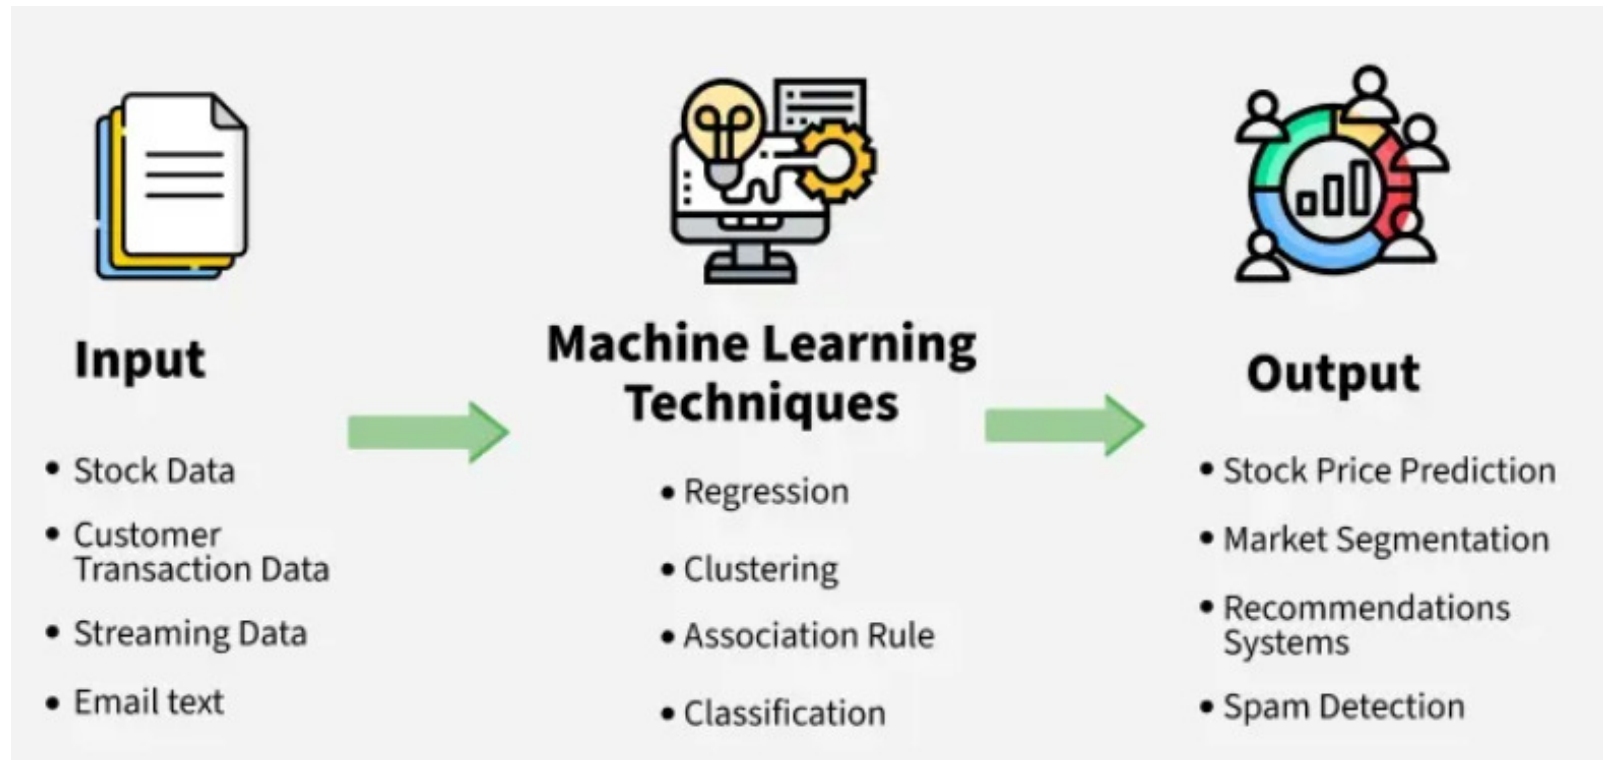 Input
• Stock Data
• Customer
Transaction Data
• Streaming Data
• Email text
Machine Learning
Techniques
• Regression
• Clustering
• Association Rule
• Classification
Output
• Stock Price Prediction
• Market Segmentation
• Recommendations
Systems
• Spam Detection